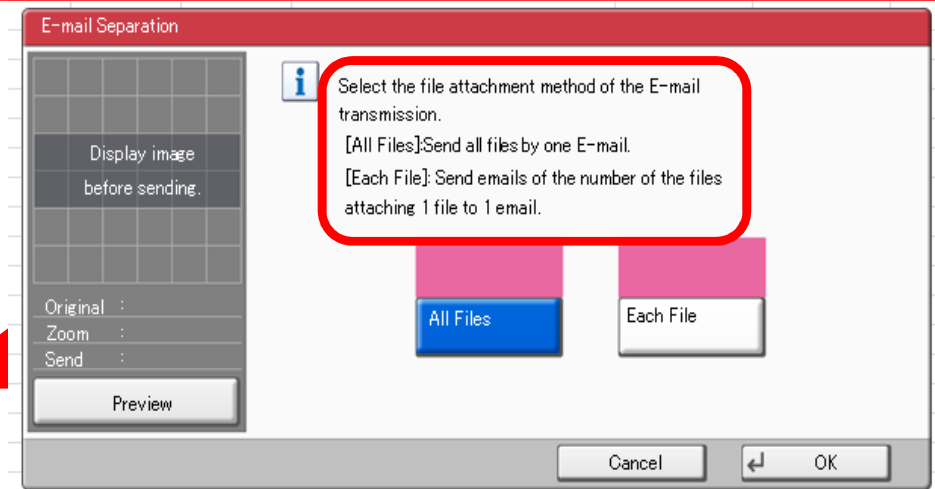 E-mail Separation
Select the file attachment method of the E-mail
transmission.
[All Files]:Send all files by one E-mail.
[Each File]: Send emails of the number of the files
attaching 1 file to 1 email.
Display image
before sending.
Original :
Zoom :
Send :
Preview
All Files
Each File
Cancel
OK